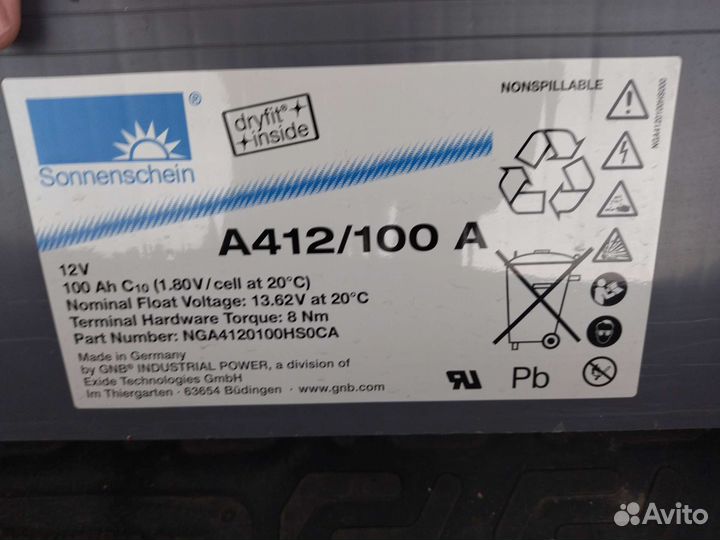 Sonnenschein
®
dryfit
inside
NONSPILLABLE
NGA4120100HS000
A412/100 A
12V
100 Ah C10 (1.80V/cell at 20°C)
Nominal Float Voltage: 13.62V at 20°C
Terminal Hardware Torque: 8 Nm
Part Number: NGA4120100HS0CA
Made in Germany
by GNB® INDUSTRIAL POWER, a division of
Exide Technologies GmbH
Im Thiergarten · 63654 Büdingen · www.gnb.com
Pb
Avito